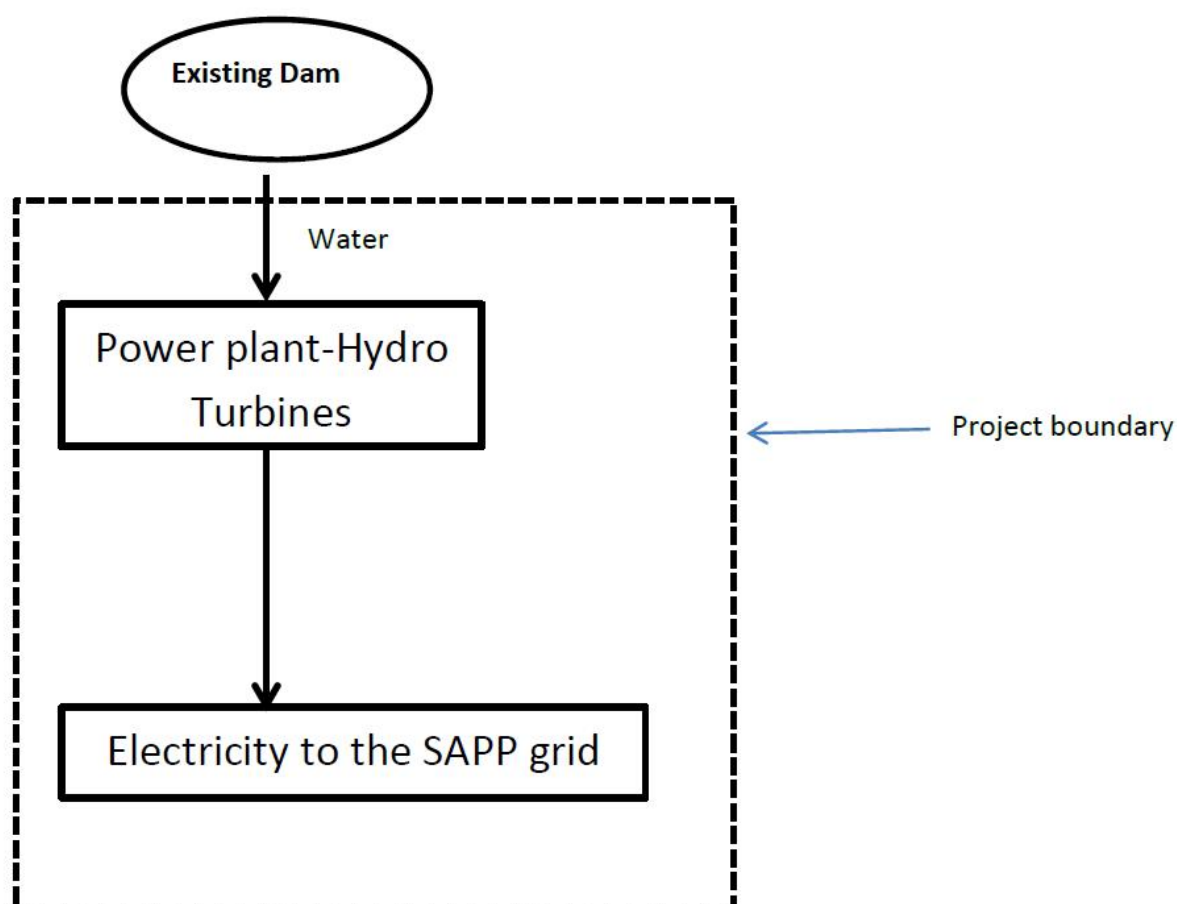 Existing Dam
Water
Power plant-Hydro
Turbines
Project boundary
Electricity to the SAPP grid